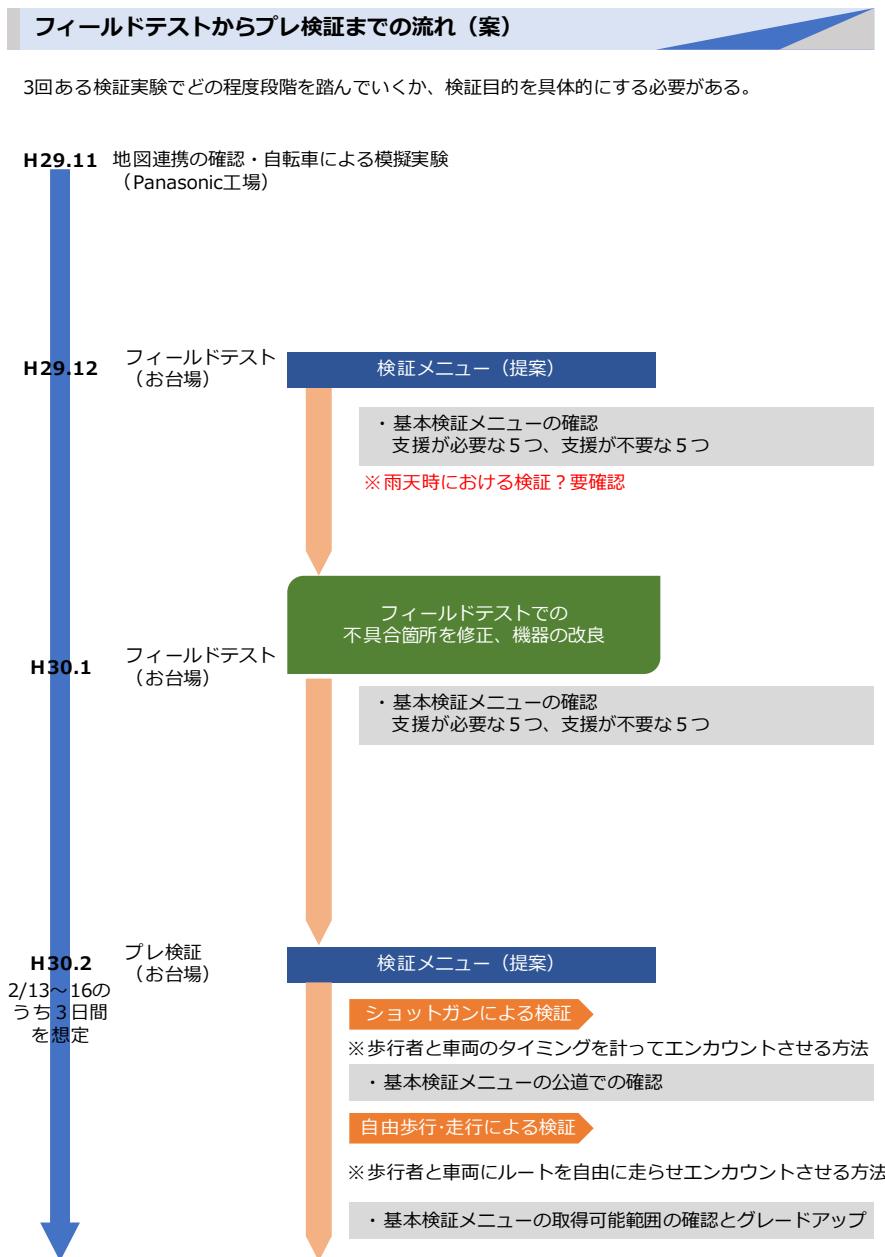 フィールドテストからプレ検証までの流れ（案）
3回ある検証実験でどの程度段階を踏んでいくか、検証目的を具体的にする必要がある。
H29.11 地図連携の確認・自転車による模擬実験
（Panasonic工場）
H29.12
フィールドテスト
（お台場）
検証メニュー（提案）
・基本検証メニューの確認
支援が必要な５つ、支援が不要な５つ
※雨天時における検証？要確認
フィールドテストでの
不具合箇所を修正、機器の改良
H30.1
フィールドテスト
（お台場）
・基本検証メニューの確認
支援が必要な５つ、支援が不要な５つ
H30.2
2/13～16の
うち３日間
を想定
プレ検証
（お台場）
検証メニュー（提案）
ショットガンによる検証
※歩行者と車両のタイミングを計ってエンカウントさせる方法
・基本検証メニューの公道での確認
自由歩行･走行による検証
※歩行者と車両にルートを自由に走らせエンカウントさせる方法
・基本検証メニューの取得可能範囲の確認とグレードアップ